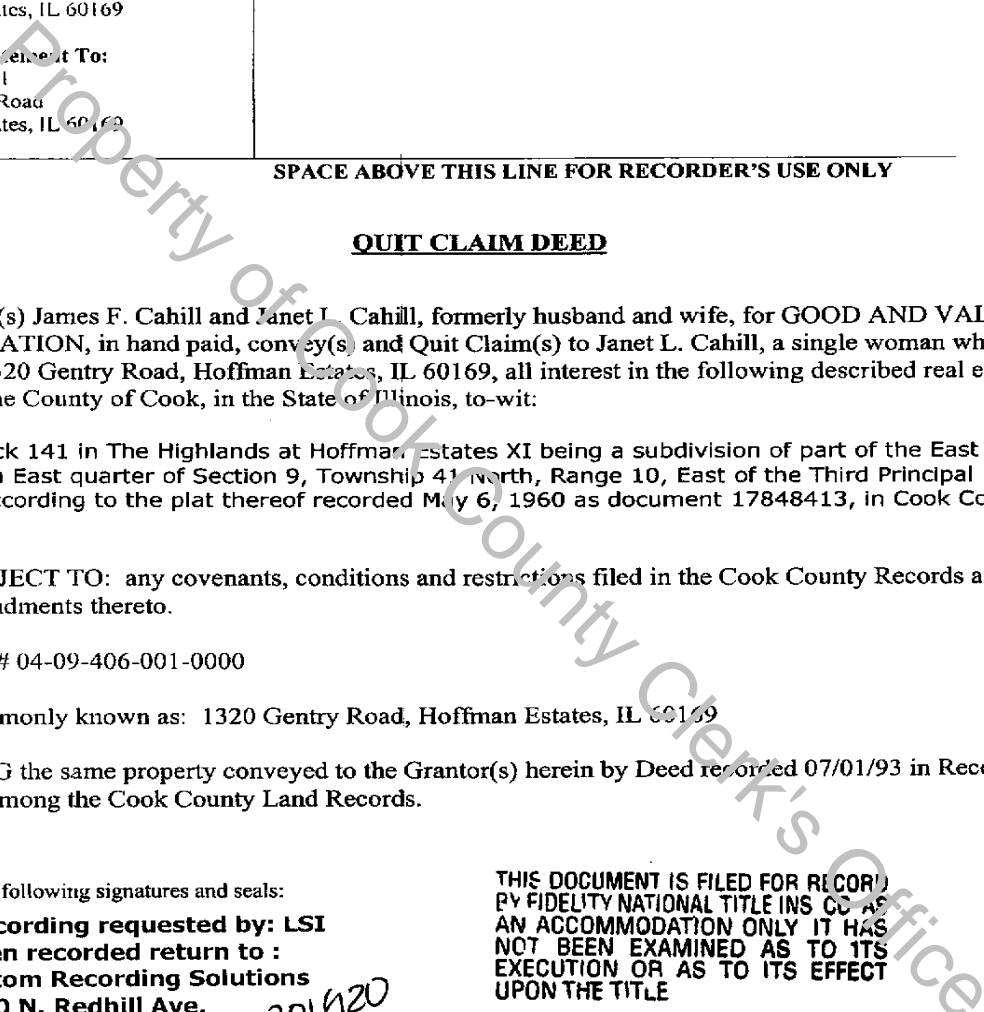 tes, IL 60169
ement To:
Road
tes, IL 60169
SPACE ABOVE THIS LINE FOR RECORDER'S USE ONLY
QUIT CLAIM DEED
(s) James F. Cahill and Janet L. Cahill, formerly husband and wife, for GOOD AND VAL
ATION, in hand paid, convey(s) and Quit Claim(s) to Janet L. Cahill, a single woman wh
20 Gentry Road, Hoffman Estates, IL 60169, all interest in the following described real e
e County of Cook, in the State of Illinois, to-wit:
ck 141 in The Highlands at Hoffman Estates XI being a subdivision of part of the East
East quarter of Section 9, Township 41 North, Range 10, East of the Third Principal
cording to the plat thereof recorded May 6, 1960 as document 17848413, in Cook Co
JECT TO: any covenants, conditions and restrictions filed in the Cook County Records a
dments thereto.
# 04-09-406-001-0000
monly known as: 1320 Gentry Road, Hoffman Estates, IL 60169
G the same property conveyed to the Grantor(s) herein by Deed recorded 07/01/93 in Rece
mong the Cook County Land Records.
following signatures and seals:
cording requested by: LSI
en recorded return to :
tom Recording Solutions
0 N. Redhill Ave.
THIS DOCUMENT IS FILED FOR RECORD
BY FIDELITY NATIONAL TITLE INS CO AS
AN ACCOMMODATION ONLY IT HAS
NOT BEEN EXAMINED AS TO ITS
EXECUTION OR AS TO ITS EFFECT
UPON THE TITLE
Property of Cook County Clerk's Office